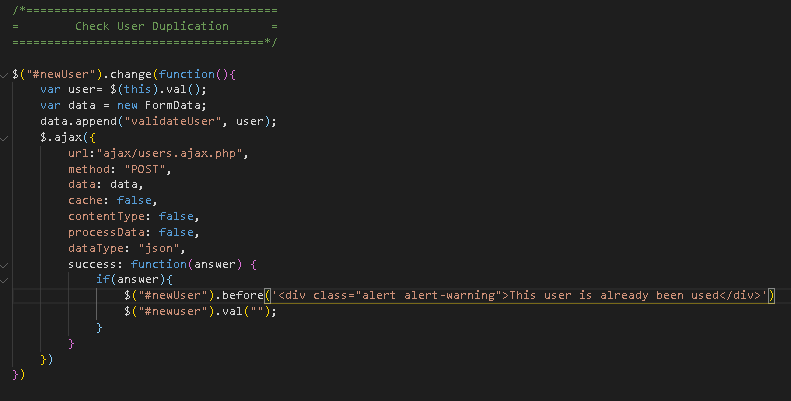 /*====================================
=        Check User Duplication      =
====================================*/
$("#newUser").change(function(){
    var user= $(this).val();
    var data = new FormData;
    data.append("validateUser", user);
    $.ajax({
        url:"ajax/users.ajax.php",
        method: "POST",
        data: data,
        cache: false,
        contentType: false,
        processData: false,
        dataType: "json",
        success: function(answer) {
            if(answer){
                $("#newUser").before('<div class="alert alert-warning">This user is already been used</div>')
                $("#newuser").val("");
            }
        }
    })
})